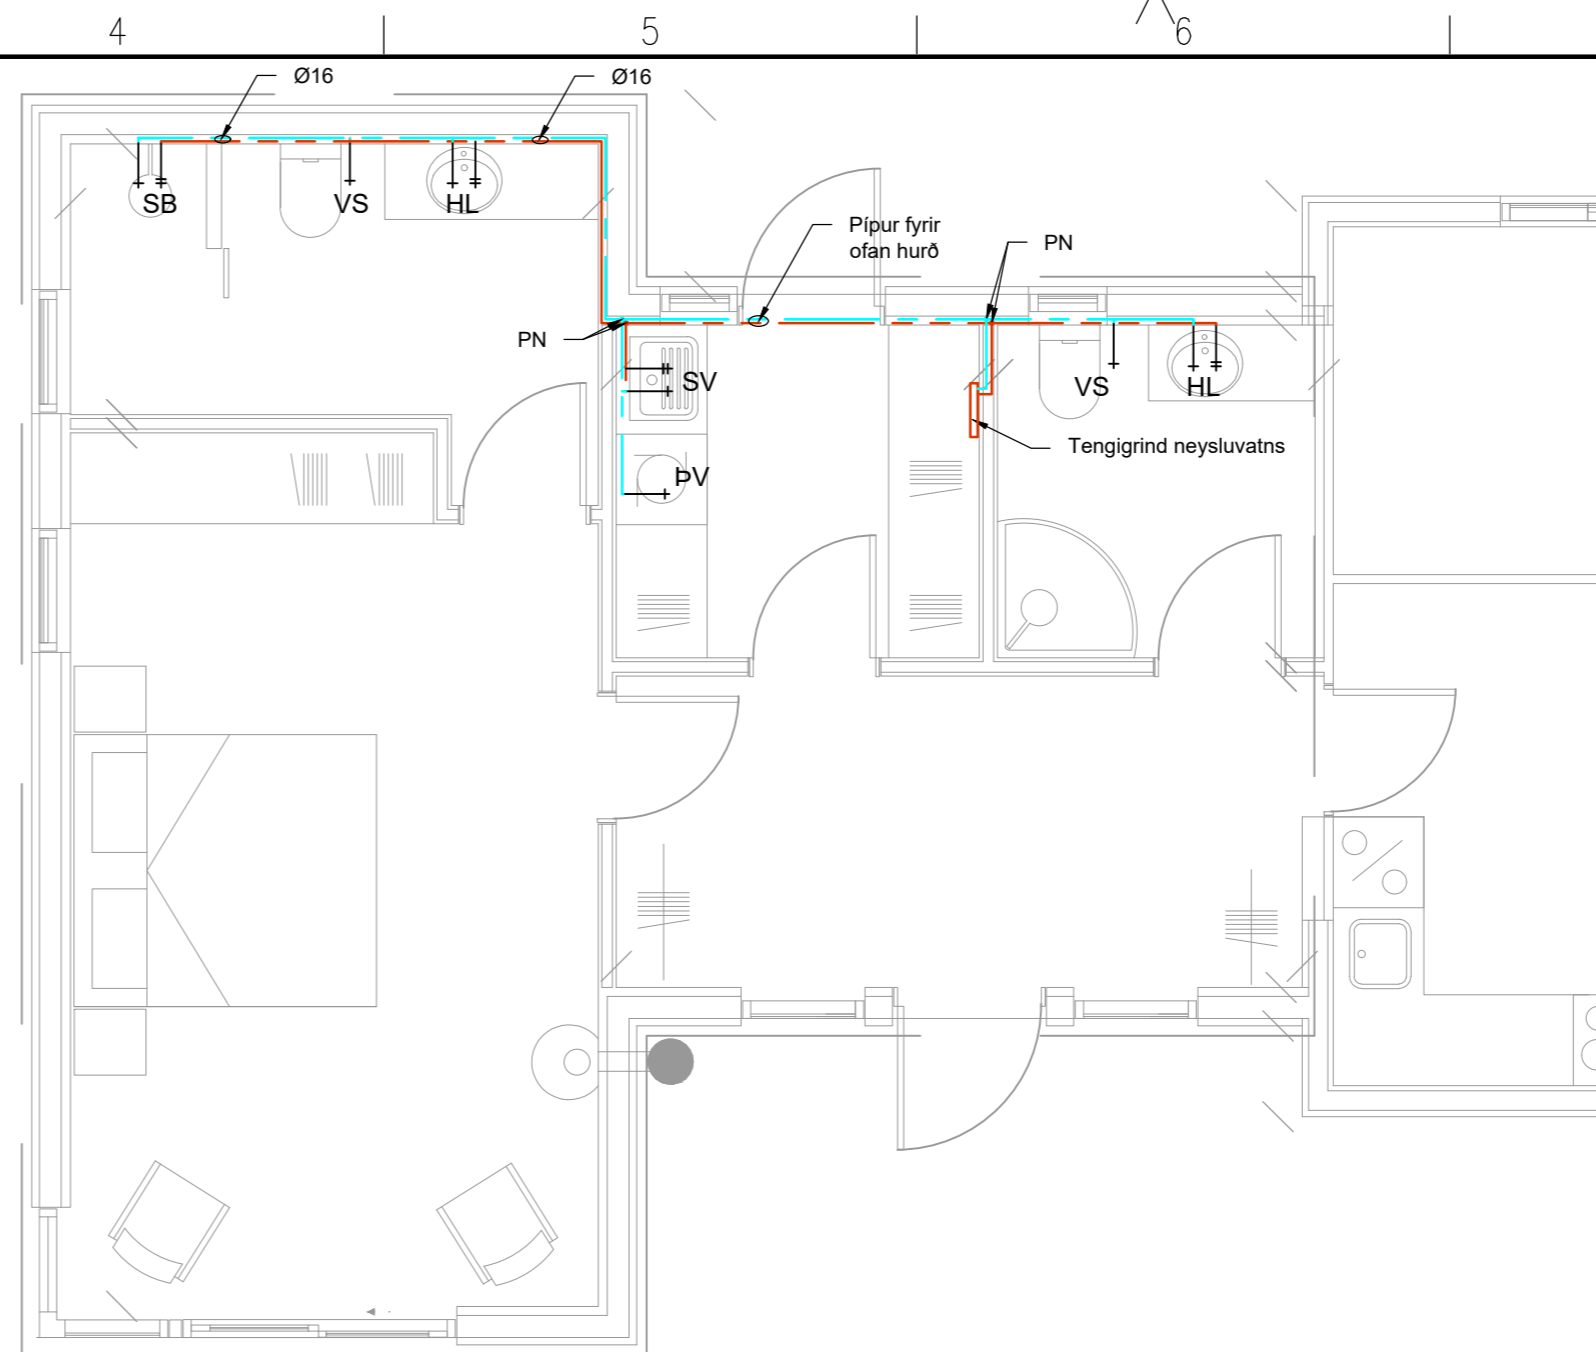 4 5 6
Ø16 Ø16
SB VS HL
Pípur fyrir
ofan hurð
PN
PN
SV
VS HL
Tengigrind neysluvatns
ÞV